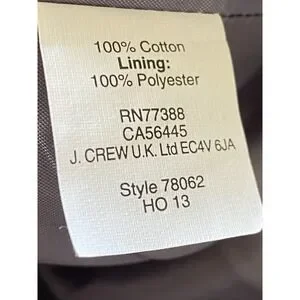 100% Cotton
Lining:
100% Polyester
RN77388
CA56445
J. CREW U.K. Ltd EC4V 6JA
Style 78062
HO 13